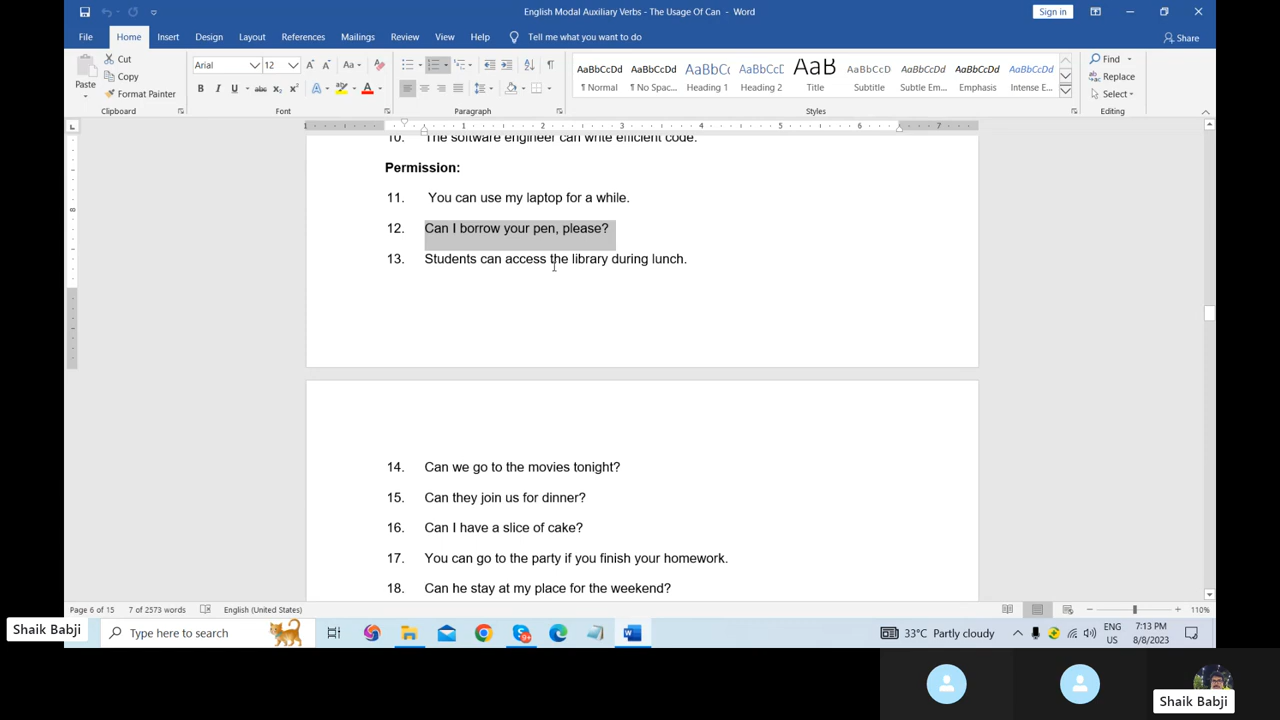 English Modal Auxiliary Verbs - The Usage Of Can - Word
Sign in
File Home Insert Design Layout References Mailings Review View Help Tell me what you want to do
Share
Paste
Cut
Copy
Format Painter
Clipboard
Arial 12
Font
Paragraph
AaBbCcDd AaBbCcDd AaBbCc AaBbCcD AaB AaBbCcD AaBbCcDd AaBbCcDd AaBbCcDd
¶ Normal ¶ No Spac... Heading 1 Heading 2 Title Subtitle Subtle Em... Emphasis Intense E...
Styles
Find
Replace
Select
Editing
10. The software engineer can write efficient code.
Permission:
11. You can use my laptop for a while.
12. Can I borrow your pen, please?
13. Students can access the library during lunch.
14. Can we go to the movies tonight?
15. Can they join us for dinner?
16. Can I have a slice of cake?
17. You can go to the party if you finish your homework.
18. Can he stay at my place for the weekend?
Page 6 of 15 7 of 2573 words English (United States) 110%
Shaik Babji
Type here to search
33°C Partly cloudy
ENG
US
7:13 PM
8/8/2023
Shaik Babji